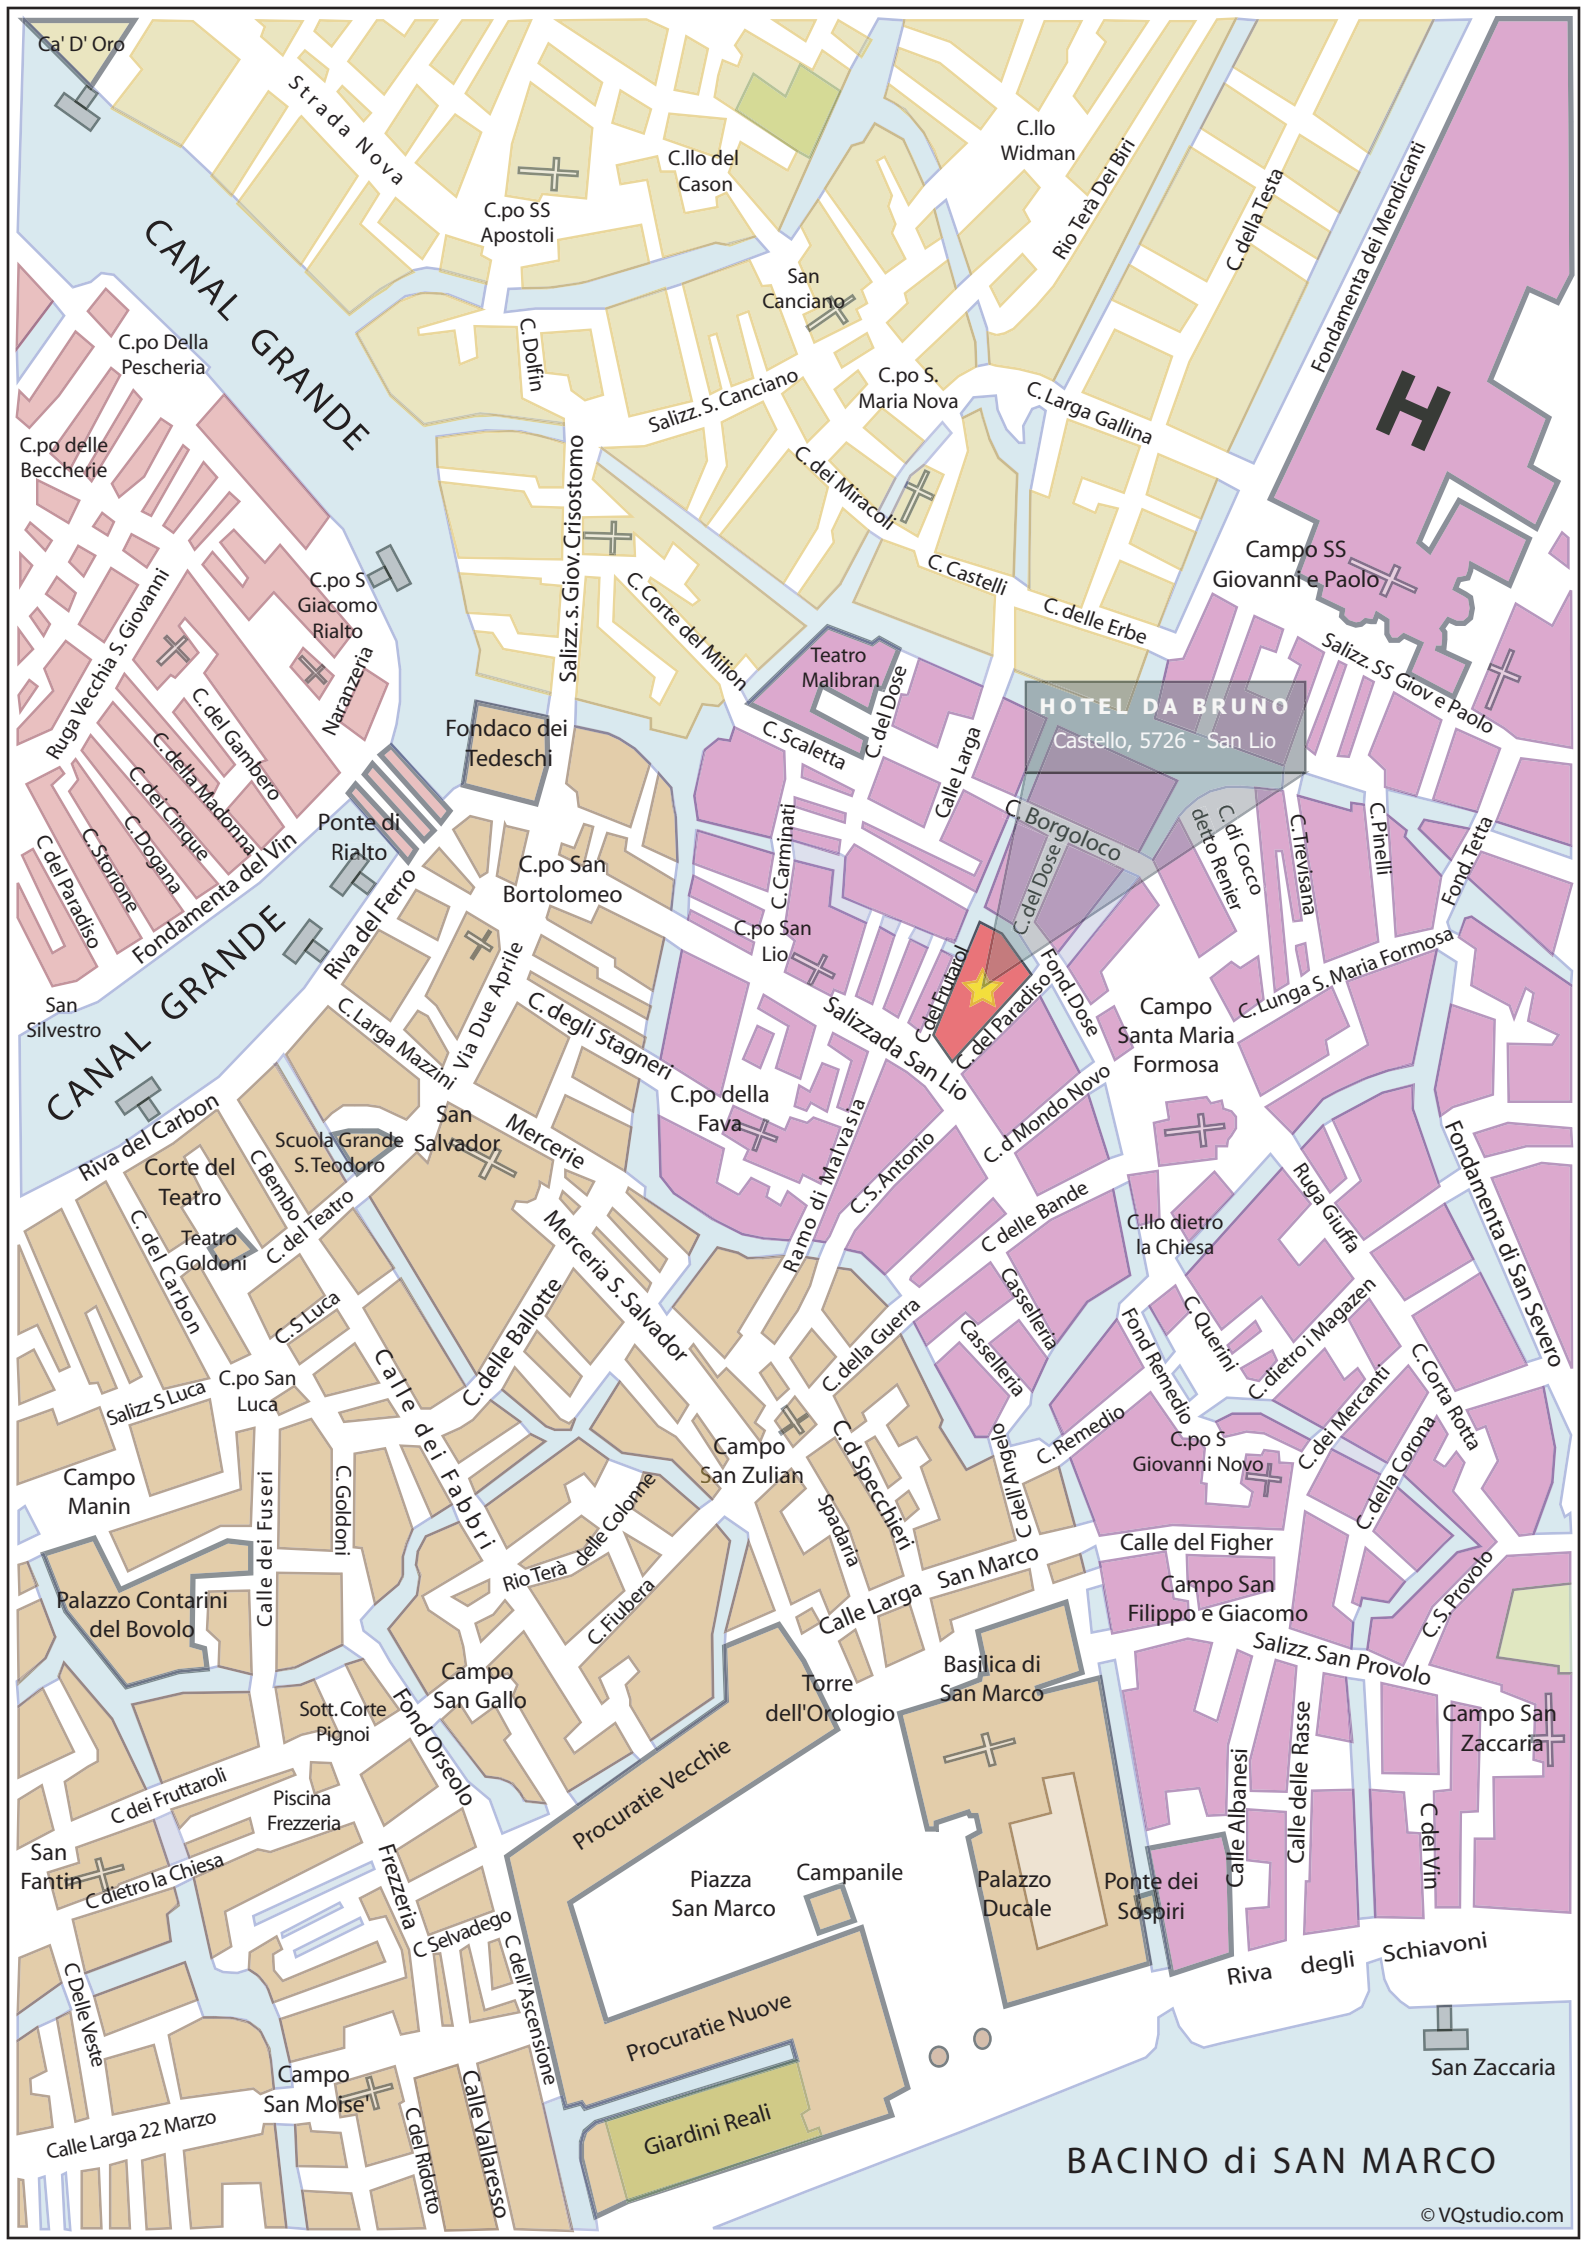 Ca' D' Oro
Strada Nova
C.llo
Widman
C.llo del
Cason
Rio Terà Dei Biri
C. della Testa
Fondamenta dei Mendicanti
C.po SS
Apostoli
CANAL GRANDE
San
Canciano
C.po Della
Pescheria
C. Dolfin
Salizz. S. Canciano
C.po S.
Maria Nova
C. Larga Gallina
H
C.po delle
Beccherie
Salizz. s. Giov. Crisostomo
C. dei Miracoli
Campo SS
Giovanni e Paolo
C.po S
Giacomo
Rialto
C. Castelli
C. delle Erbe
C. Corte del Milion
Ruga Vecchia S. Giovanni
Naranzeria
Salizz. SS Giov e Paolo
Teatro
Malibran
C. del Dose
HOTEL DA BRUNO
Castello, 5726 - San Lio
C. del Gambero
C. della Madonna
C. dei Cinque
C. Dogana
C. Storione
C del Paradiso
Fondaco dei
Tedeschi
C. Scaletta
Calle Larga
C. Borgoloco
C. del Dose
C. di Cocco
detto Renier
C. Trevisana
C. Pinelli
Fond. Tetta
Ponte di
Rialto
Fondamenta del Vin
C. Carminati
C.po San
Bortolomeo
Riva del Ferro
C.po San
Lio
San
Silvestro
CANAL GRANDE
Via Due Aprile
C. Larga Mazzini
C. degli Stagneri
Salizzada San Lio
C del Frutarol
C. del Paradiso
Fond. Dose
Campo
Santa Maria
Formosa
C. Lunga S. Maria Formosa
Riva del Carbon
C.po della
Fava
San
Salvador
Mercerie
Scuola Grande
S. Teodoro
Corte del
Teatro
C Bembo
C. del Teatro
Teatro
Goldoni
C. del Carbon
Ramo di Malvasia
C. S. Antonio
C. d Mondo Novo
C delle Bande
C.llo dietro
la Chiesa
Ruga Giuffa
Fondamenta di San Severo
Merceria S. Salvador
C.S Luca
C. delle Ballotte
C. della Guerra
Casselleria
Casselleria
Fond Remedio
C. Querini
C. dietro i Magazen
C. Corta Rotta
Salizz S Luca
C.po San
Luca
Calle dei Fabbri
C. dei Mercanti
C. della Corona
C. Remedio
C dell'Angelo
C.po S
Giovanni Novo
Campo
San Zulian
C. d Specchieri
Spadaria
Campo
Manin
Calle dei Fuseri
C. Goldoni
Rio Terà delle Colonne
C. Fiubera
Calle Larga San Marco
Calle del Figher
Campo San
Filippo e Giacomo
C. S. Provolo
Salizz. San Provolo
Palazzo Contarini
del Bovolo
Campo
San Gallo
Sott. Corte
Pignoi
Fond Orseolo
Torre
dell'Orologio
Basilica di
San Marco
Campo San
Zaccaria
Procuratie Vecchie
Calle Albanesi
Calle delle Rasse
C del Vin
C dei Fruttaroli
Piscina
Frezzeria
San
Fantin
C dietro la Chiesa
Frezzeria
Piazza
San Marco
Campanile
Palazzo
Ducale
Ponte dei
Sospiri
C Selvadego
C dell' Ascensione
Riva degli Schiavoni
C Delle Veste
Procuratie Nuove
San Zaccaria
Campo
San Moise'
Calle Larga 22 Marzo
C del Ridotto
Calle Vallaresso
Giardini Reali
BACINO di SAN MARCO
© VQstudio.com